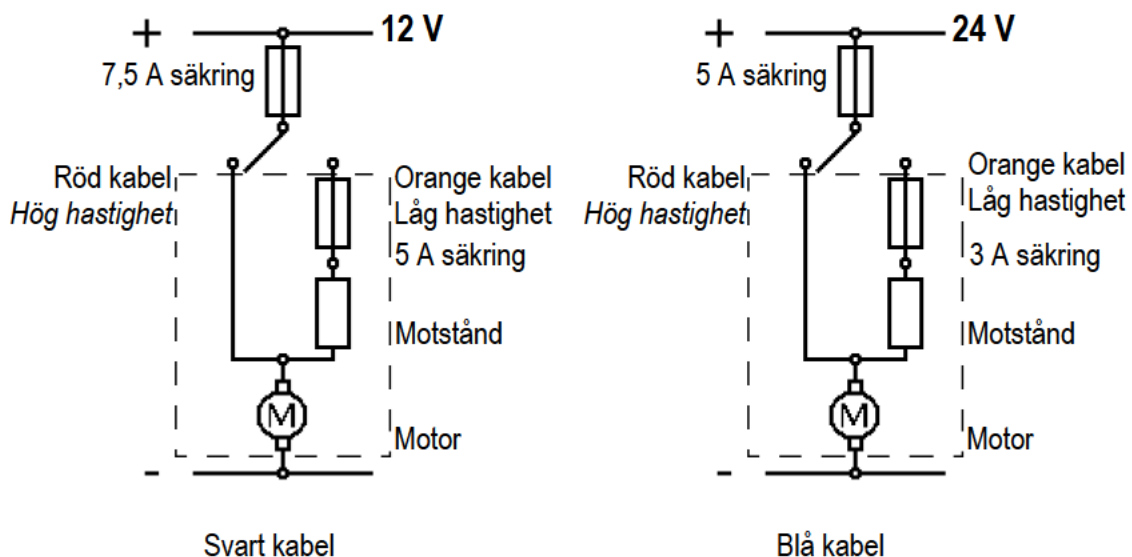 +
12 V
7,5 A säkring
Röd kabel
Hög hastighet
Orange kabel
Låg hastighet
5 A säkring
Motstånd
M
Motor
-
Svart kabel
+
24 V
5 A säkring
Röd kabel
Hög hastighet
Orange kabel
Låg hastighet
3 A säkring
Motstånd
M
Motor
-
Blå kabel